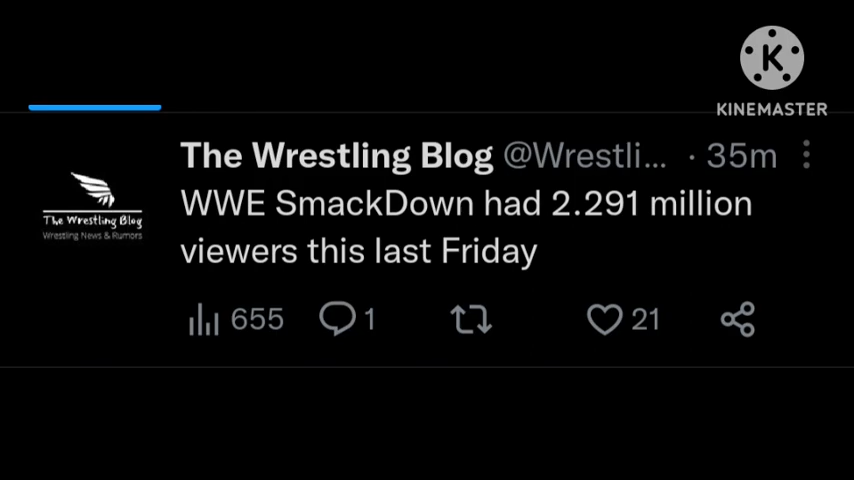 K
KINEMASTER
The Wrestling Blog @Wrestli... · 35m
WWE SmackDown had 2.291 million
viewers this last Friday
The Wrestling Blog
Wrestling News & Rumors
655 1 21